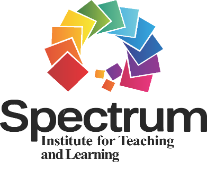 Spectrum
Institute for Teaching
and Learning